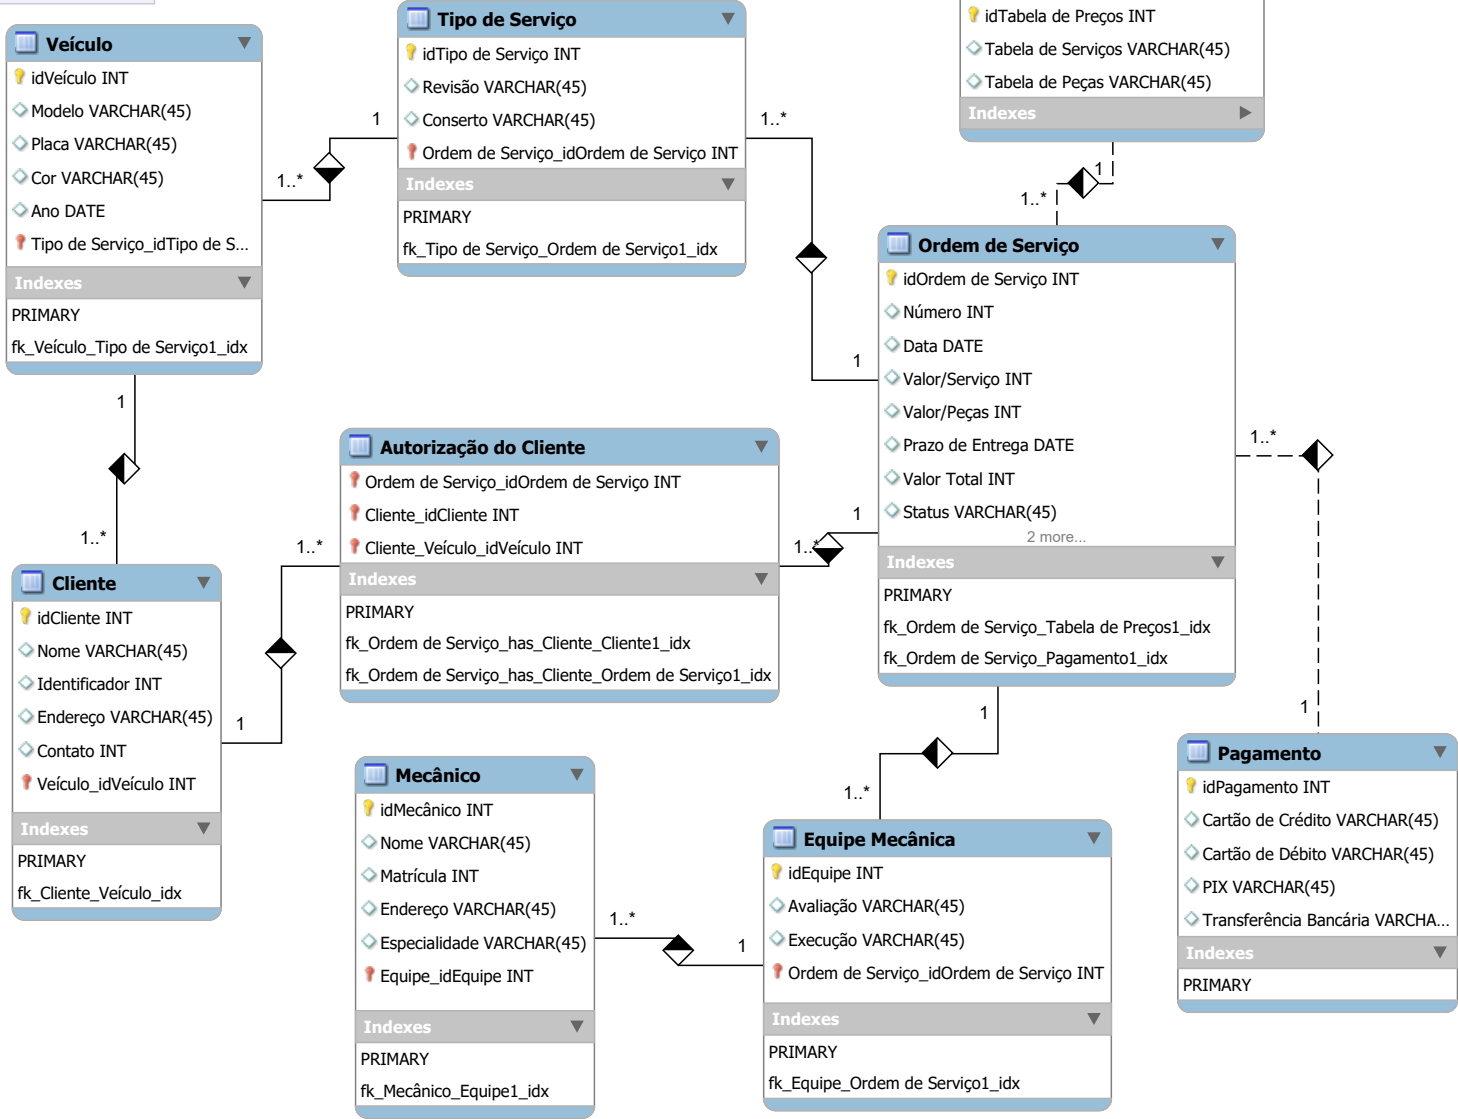 Veículo
idVeículo INT
Modelo VARCHAR(45)
Placa VARCHAR(45)
Cor VARCHAR(45)
Ano DATE
Tipo de Serviço_idTipo de S...
Indexes
PRIMARY
fk_Veículo_Tipo de Serviço1_idx
1
1..*
Tipo de Serviço
idTipo de Serviço INT
Revisão VARCHAR(45)
Conserto VARCHAR(45)
Ordem de Serviço_idOrdem de Serviço INT
Indexes
PRIMARY
fk_Tipo de Serviço_Ordem de Serviço1_idx
1..*
1
idTabela de Preços INT
Tabela de Serviços VARCHAR(45)
Tabela de Peças VARCHAR(45)
Indexes
1
1..*
Ordem de Serviço
idOrdem de Serviço INT
Número INT
Data DATE
Valor/Serviço INT
Valor/Peças INT
Prazo de Entrega DATE
Valor Total INT
Status VARCHAR(45)
2 more...
Indexes
PRIMARY
fk_Ordem de Serviço_Tabela de Preços1_idx
fk_Ordem de Serviço_Pagamento1_idx
1
1..*
Autorização do Cliente
Ordem de Serviço_idOrdem de Serviço INT
Cliente_idCliente INT
Cliente_Veículo_idVeículo INT
Indexes
PRIMARY
fk_Ordem de Serviço_has_Cliente_Cliente1_idx
fk_Ordem de Serviço_has_Cliente_Ordem de Serviço1_idx
1..*
1
1..*
1
Cliente
idCliente INT
Nome VARCHAR(45)
Identificador INT
Endereço VARCHAR(45)
Contato INT
Veículo_idVeículo INT
Indexes
PRIMARY
fk_Cliente_Veículo_idx
1
1..*
Mecânico
idMecânico INT
Nome VARCHAR(45)
Matrícula INT
Endereço VARCHAR(45)
Especialidade VARCHAR(45)
Equipe_idEquipe INT
Indexes
PRIMARY
fk_Mecânico_Equipe1_idx
1..*
1
1
1..*
Equipe Mecânica
idEquipe INT
Avaliação VARCHAR(45)
Execução VARCHAR(45)
Ordem de Serviço_idOrdem de Serviço INT
Indexes
PRIMARY
fk_Equipe_Ordem de Serviço1_idx
1..*
1
Pagamento
idPagamento INT
Cartão de Crédito VARCHAR(45)
Cartão de Débito VARCHAR(45)
PIX VARCHAR(45)
Transferência Bancária VARCHA...
Indexes
PRIMARY